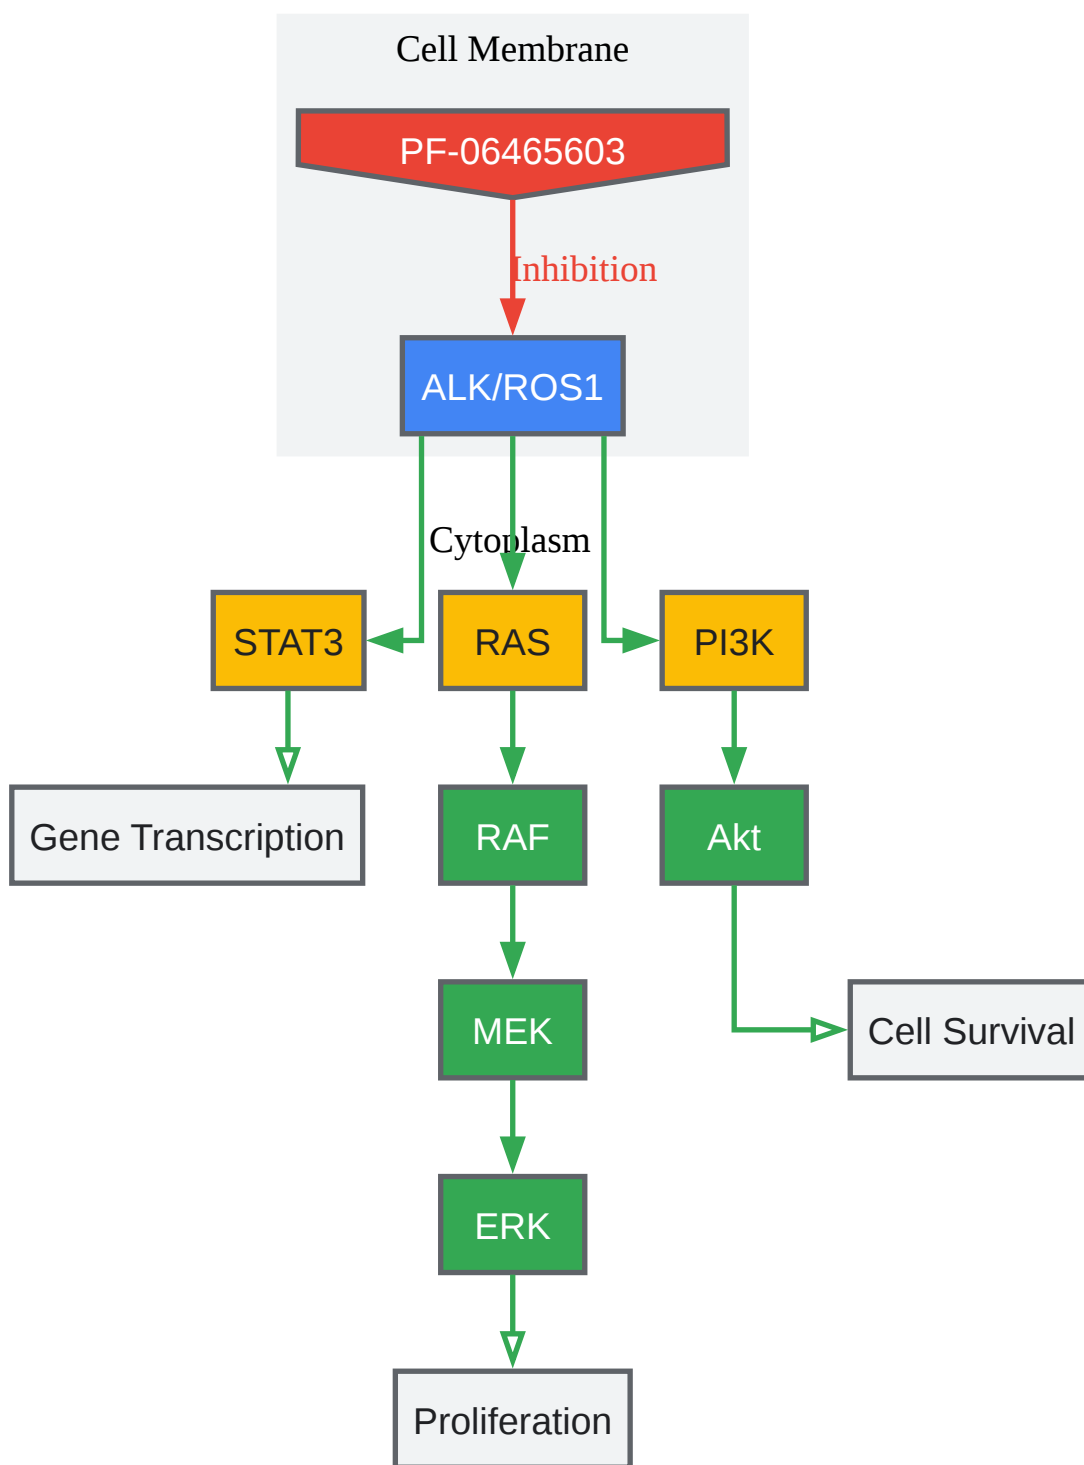 Cell Membrane
PF-06465603
Inhibition
ALK/ROS1
Cytoplasm
STAT3
RAS
PI3K
Gene Transcription
RAF
Akt
MEK
Cell Survival
ERK
Proliferation